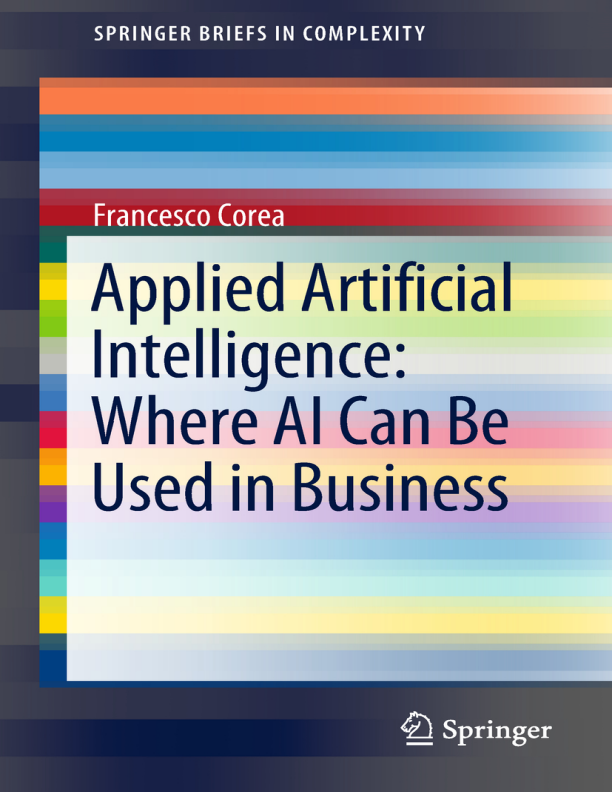 SPRINGER BRIEFS IN COMPLEXITY
Francesco Corea
Applied Artificial
Intelligence:
Where AI Can Be
Used in Business
Springer